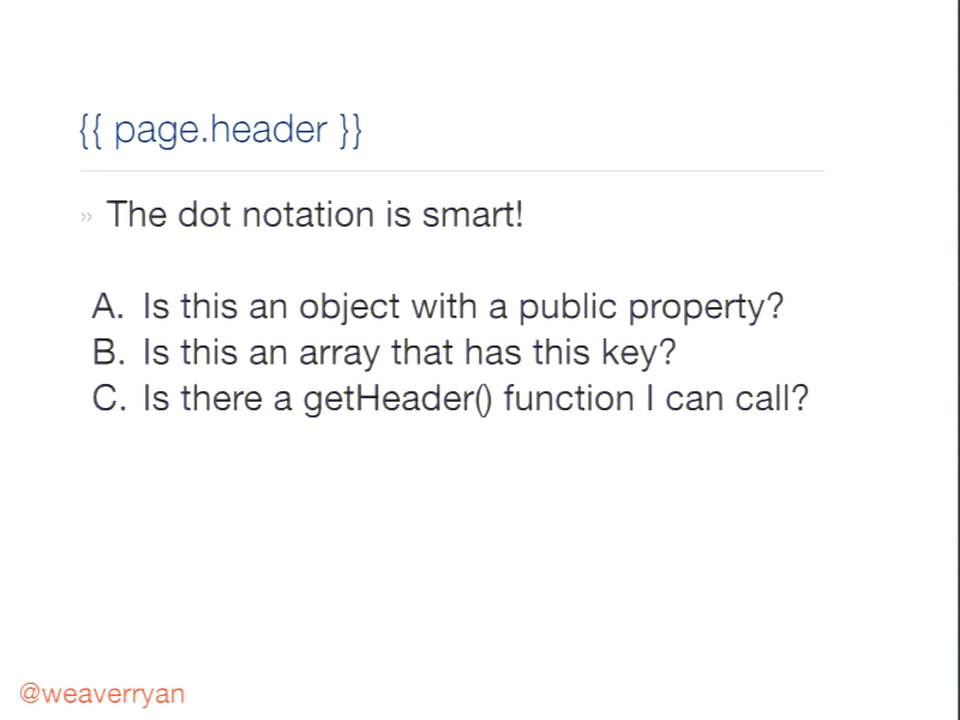 {{ page.header }}
» The dot notation is smart!
A. Is this an object with a public property?
B. Is this an array that has this key?
C. Is there a getHeader() function I can call?
@weaverryan